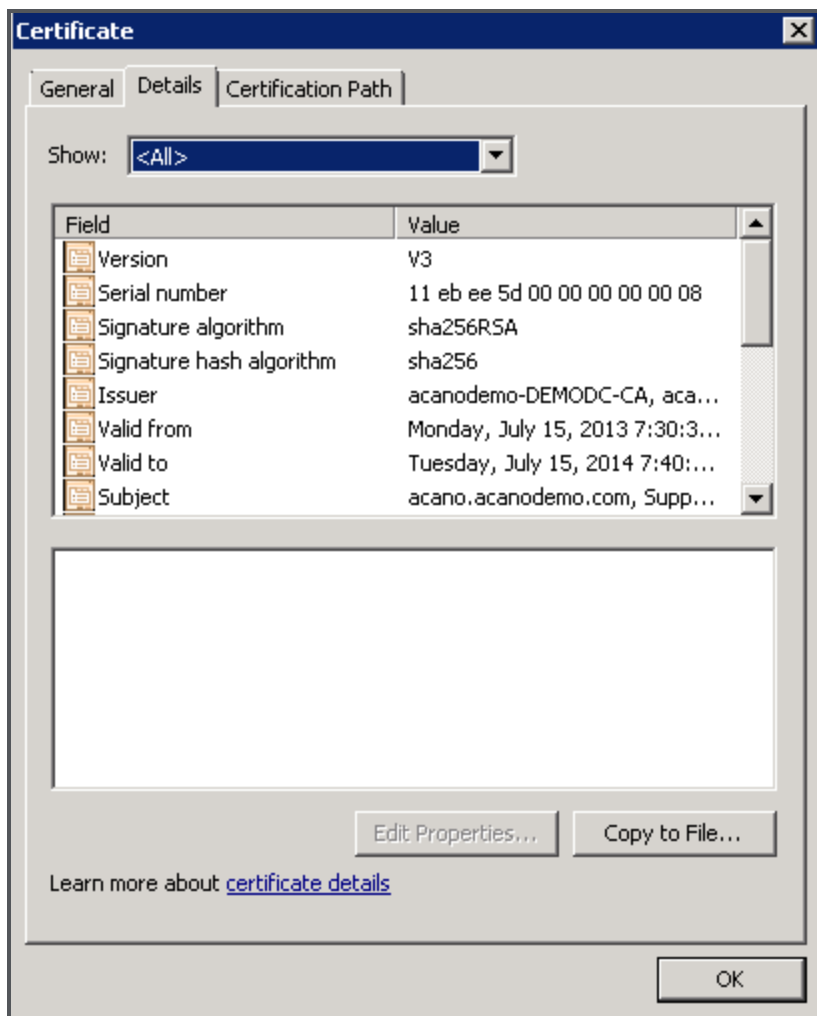 Certificate
General Details Certification Path
Show: <All>
Field Value
Version V3
Serial number 11 eb ee 5d 00 00 00 00 00 08
Signature algorithm sha256RSA
Signature hash algorithm sha256
Issuer acanodemo-DEMODC-CA, aca...
Valid from Monday, July 15, 2013 7:30:3...
Valid to Tuesday, July 15, 2014 7:40:...
Subject acano.acanodemo.com, Supp...
Edit Properties... Copy to File...
Learn more about certificate details
OK